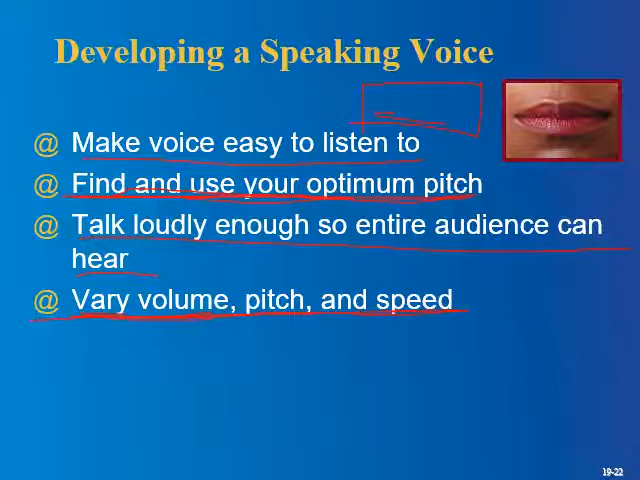 Developing a Speaking Voice
@ Make voice easy to listen to
@ Find and use your optimum pitch
@ Talk loudly enough so entire audience can
hear
@ Vary volume, pitch, and speed
19-22